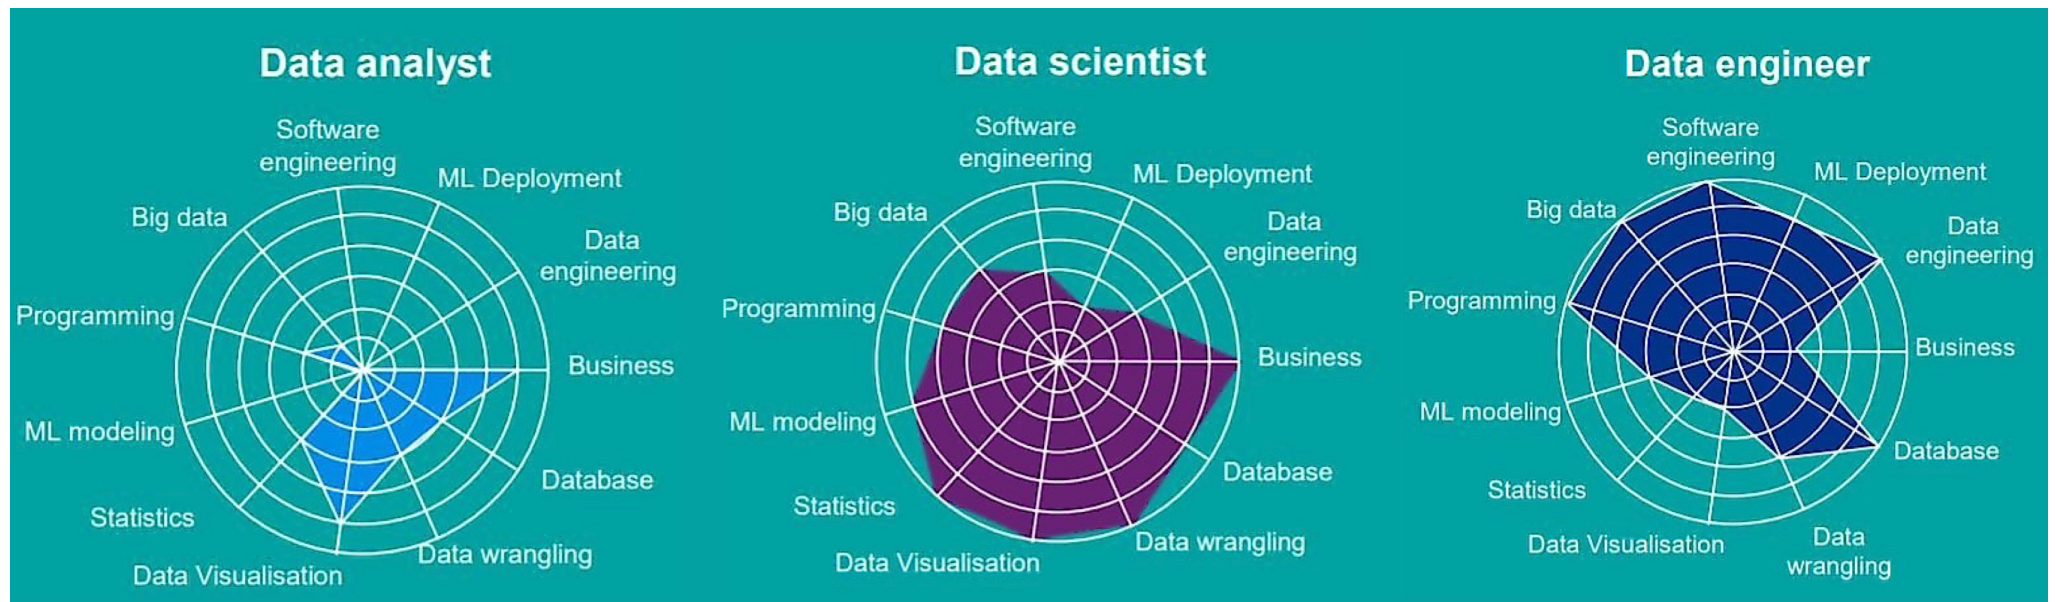 Data analyst
Software
engineering
ML Deployment
Big data
Data
engineering
Programming
Business
ML modeling
Database
Statistics
Data wrangling
Data Visualisation
Data scientist
Software
engineering
ML Deployment
Big data
Data
engineering
Programming
Business
ML modeling
Database
Statistics
Data wrangling
Data Visualisation
Data engineer
Software
engineering
ML Deployment
Big data
Data
engineering
Programming
Business
ML modeling
Database
Statistics
Data Visualisation
Data
wrangling